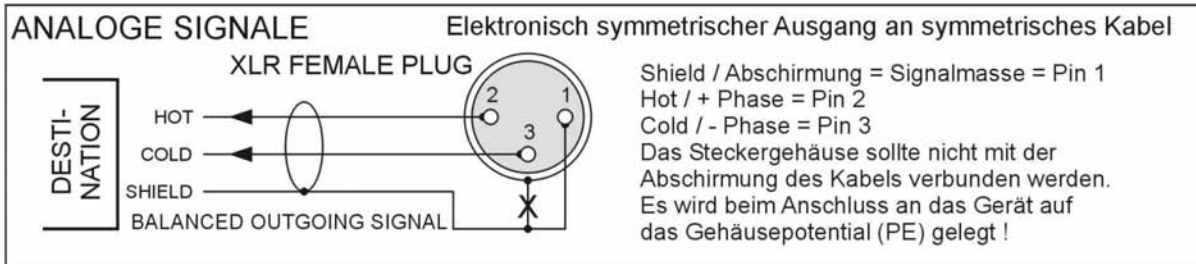 ANALOGE SIGNALE
Elektronisch symmetrischer Ausgang an symmetrisches Kabel
XLR FEMALE PLUG
DESTI-
NATION
HOT
COLD
SHIELD
BALANCED OUTGOING SIGNAL
2
1
3
X
Shield / Abschirmung = Signalmasse = Pin 1
Hot / + Phase = Pin 2
Cold / - Phase = Pin 3
Das Steckergehäuse sollte nicht mit der
Abschirmung des Kabels verbunden werden.
Es wird beim Anschluss an das Gerät auf
das Gehäusepotential (PE) gelegt !